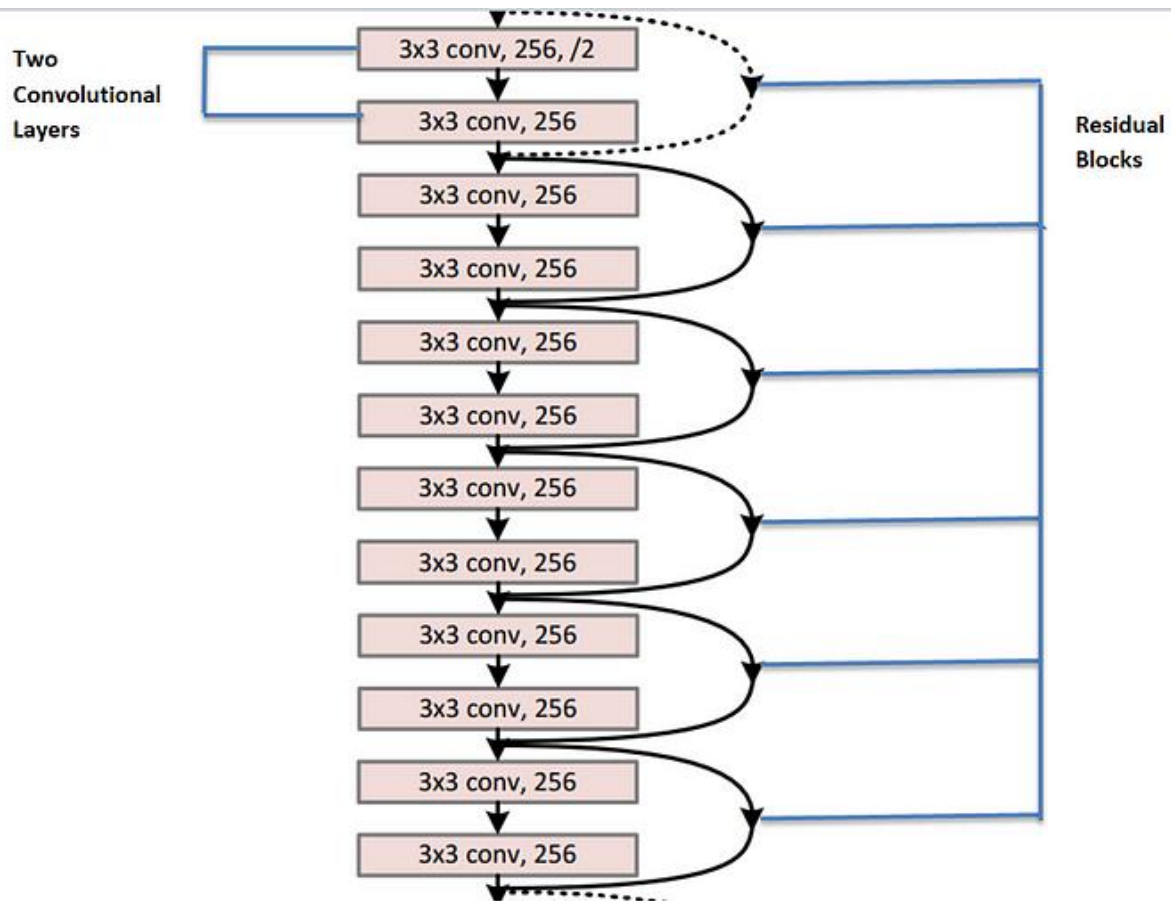 Two
Convolutional
Layers
3x3 conv, 256, /2
3x3 conv, 256
3x3 conv, 256
3x3 conv, 256
3x3 conv, 256
3x3 conv, 256
3x3 conv, 256
3x3 conv, 256
3x3 conv, 256
3x3 conv, 256
3x3 conv, 256
3x3 conv, 256
Residual
Blocks